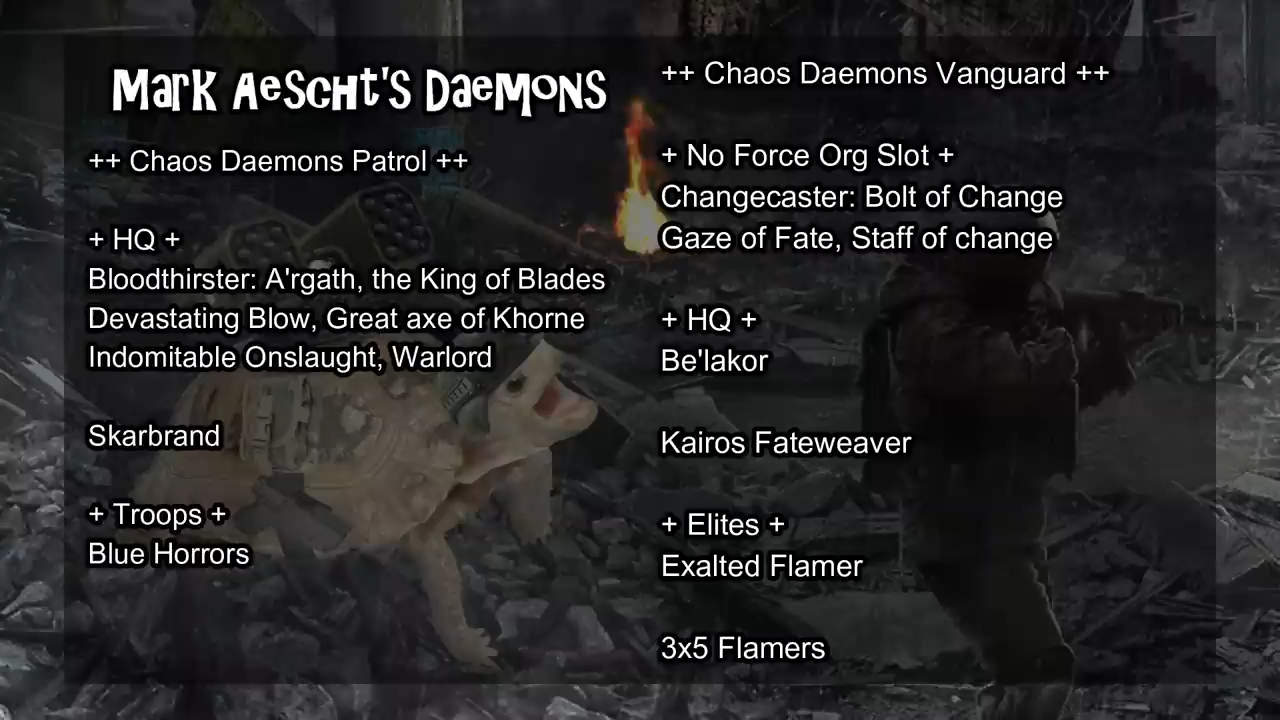 Mark Aescht's Daemons
++ Chaos Daemons Patrol ++
+ HQ +
Bloodthirster: A'rgath, the King of Blades
Devastating Blow, Great axe of Khorne
Indomitable Onslaught, Warlord
Skarbrand
+ Troops +
Blue Horrors
++ Chaos Daemons Vanguard ++
+ No Force Org Slot +
Changecaster: Bolt of Change
Gaze of Fate, Staff of change
+ HQ +
Be'lakor
Kairos Fateweaver
+ Elites +
Exalted Flamer
3x5 Flamers